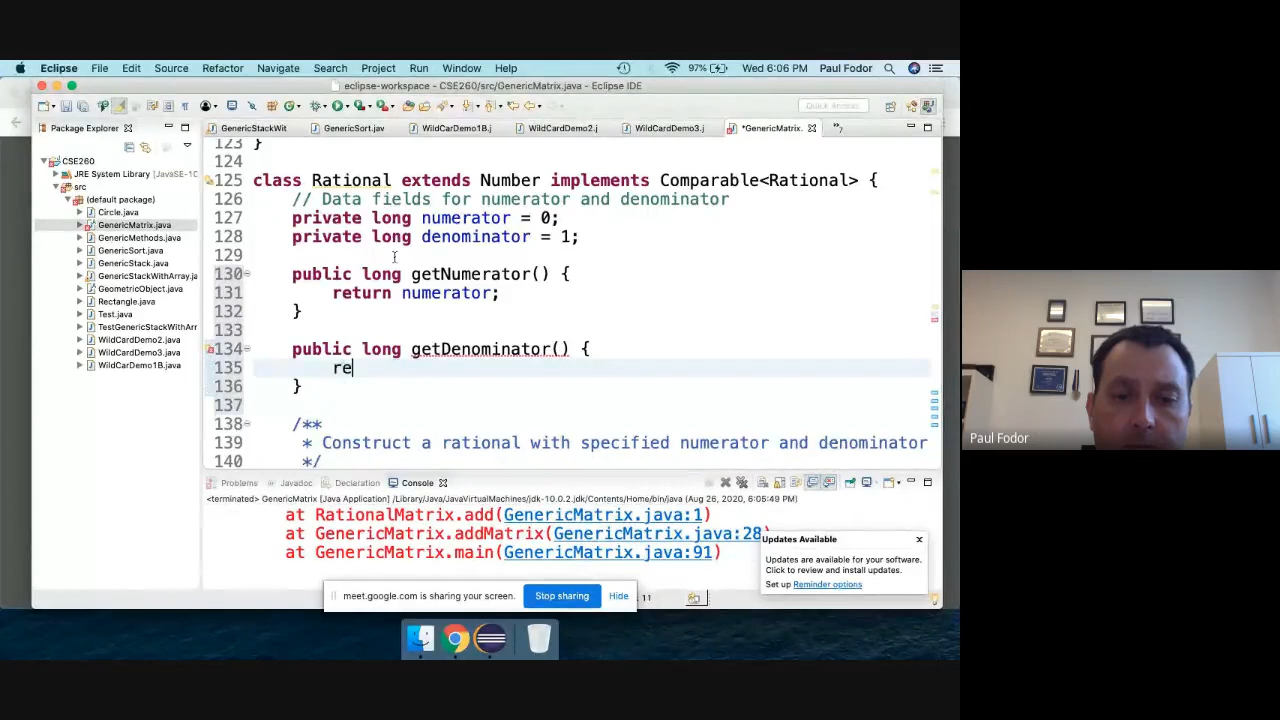 Eclipse File Edit Source Refactor Navigate Search Project Run Window Help 97% Wed 6:06 PM Paul Fodor
eclipse-workspace - CSE260/src/GenericMatrix.java - Eclipse IDE
Quick Access
Package Explorer
GenericStackWit GenericSort.jav WildCarDemo1B.j WildCardDemo2.j WildCardDemo3.j *GenericMatrix. 7
CSE260
JRE System Library [JavaSE-1
src
(default package)
Circle.java
GenericMatrix.java
GenericMethods.java
GenericSort.java
GenericStack.java
GenericStackWithArray.ja
GeometricObject.java
Rectangle.java
Test.java
TestGenericStackWithArr
WildCarDemo2.java
WildCarDemo3.java
WildCarDemo1B.java
123 }
124
125 class Rational extends Number implements Comparable<Rational> {
126 // Data fields for numerator and denominator
127 private long numerator = 0;
128 private long denominator = 1;
129
130 public long getNumerator() {
131 return numerator;
132 }
133
134 public long getDenominator() {
135 re
136 }
137
138 /**
139 * Construct a rational with specified numerator and denominator
140 */
Problems Javadoc Declaration Console
<terminated> GenericMatrix [Java Application] /Library/Java/JavaVirtualMachines/jdk-10.0.2.jdk/Contents/Home/bin/java (Aug 26, 2020, 6:05:49 PM)
at RationalMatrix.add(GenericMatrix.java:1)
at GenericMatrix.addMatrix(GenericMatrix.java:28
at GenericMatrix.main(GenericMatrix.java:91)
Updates Available
Updates are available for your software.
Click to review and install updates.
Set up Reminder options
meet.google.com is sharing your screen. Stop sharing Hide
Paul Fodor